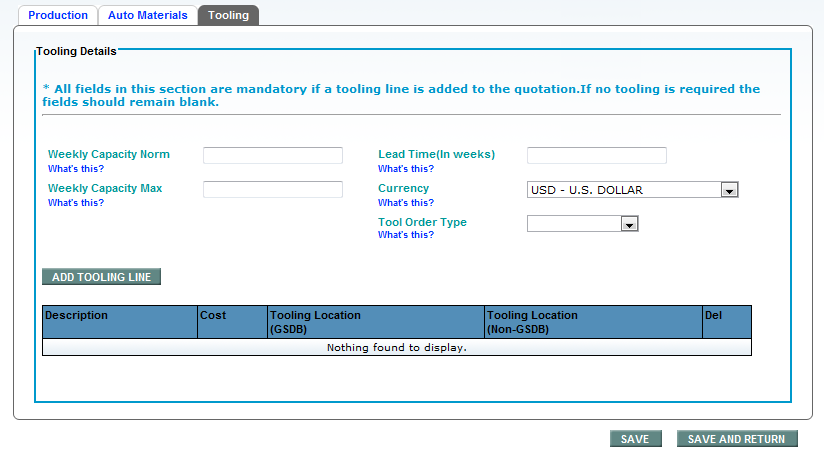 Production Auto Materials Tooling
Tooling Details
* All fields in this section are mandatory if a tooling line is added to the quotation.If no tooling is required the
fields should remain blank.
Weekly Capacity Norm Lead Time(In weeks)
What's this? What's this?
Weekly Capacity Max Currency USD - U.S. DOLLAR
What's this? What's this?
Tool Order Type
What's this?
ADD TOOLING LINE
Description Cost Tooling Location Tooling Location Del
(GSDB) (Non-GSDB)
Nothing found to display.
SAVE SAVE AND RETURN